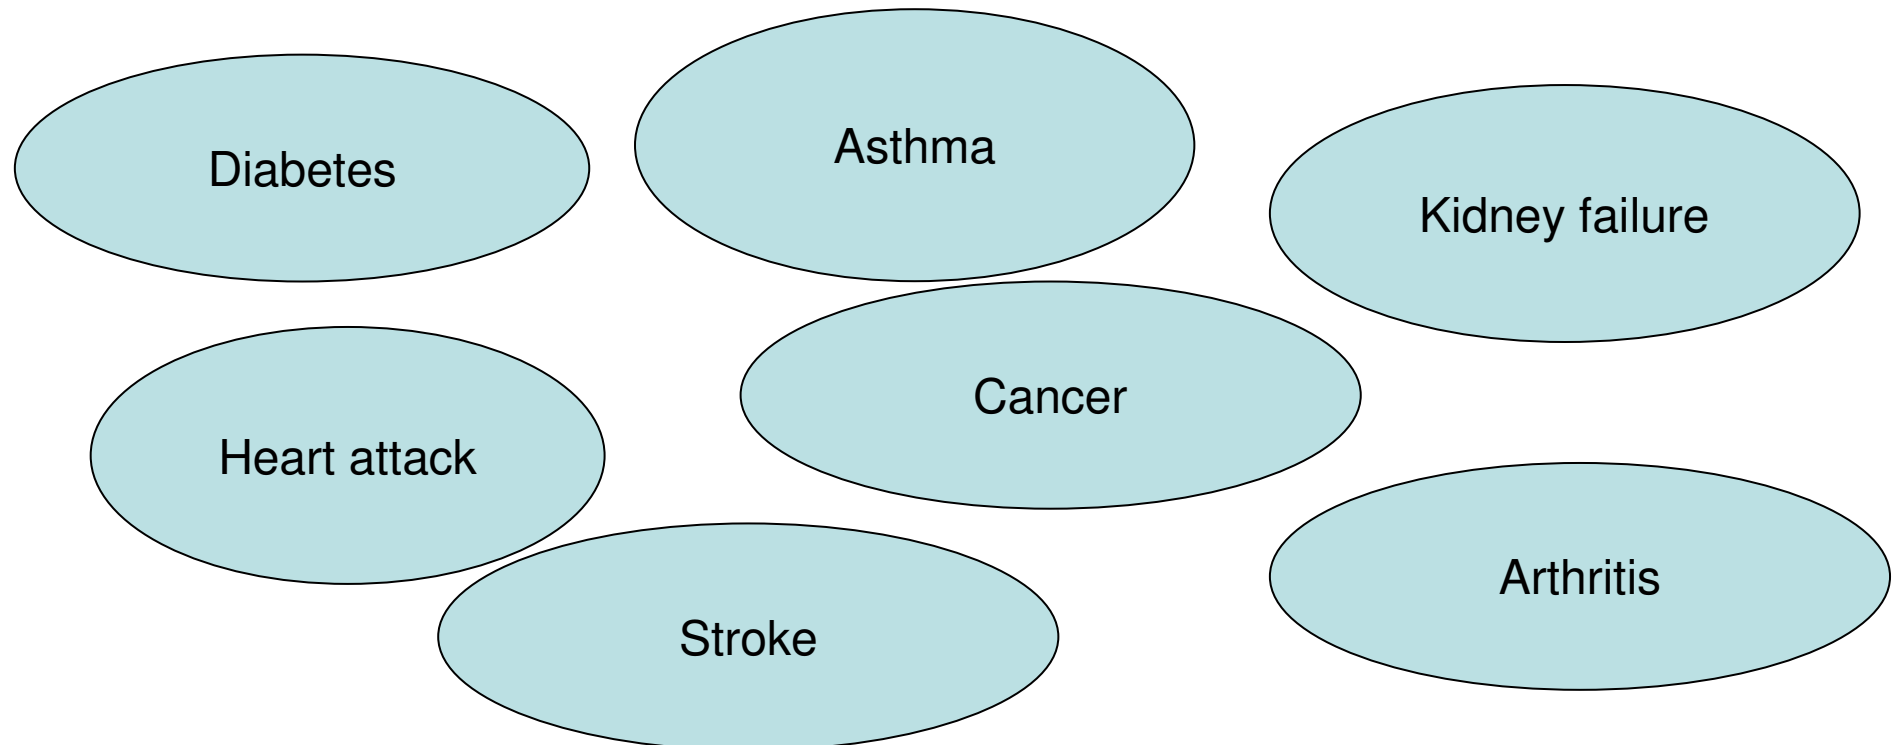 Diabetes
Asthma
Kidney failure
Heart attack
Cancer
Stroke
Arthritis